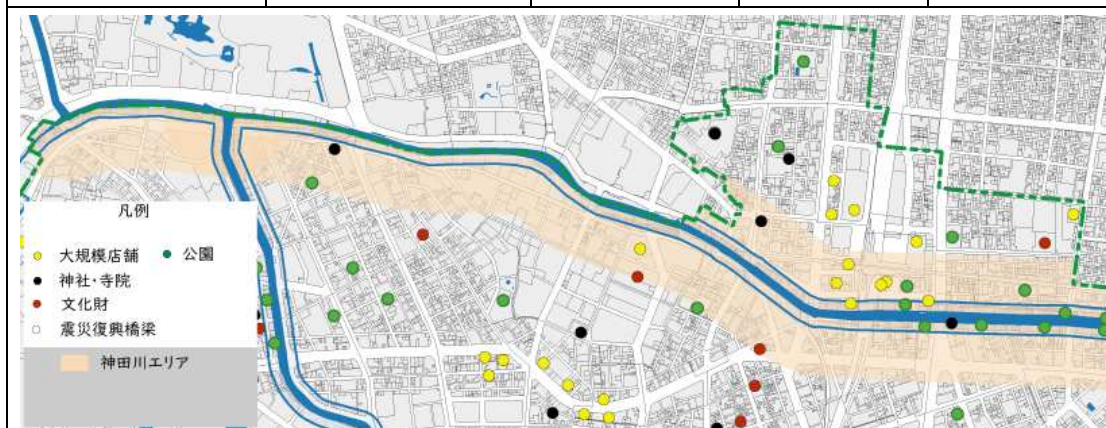 凡例
大規模店舗 公園
神社・寺院
文化財
震災復興橋梁
神田川エリア